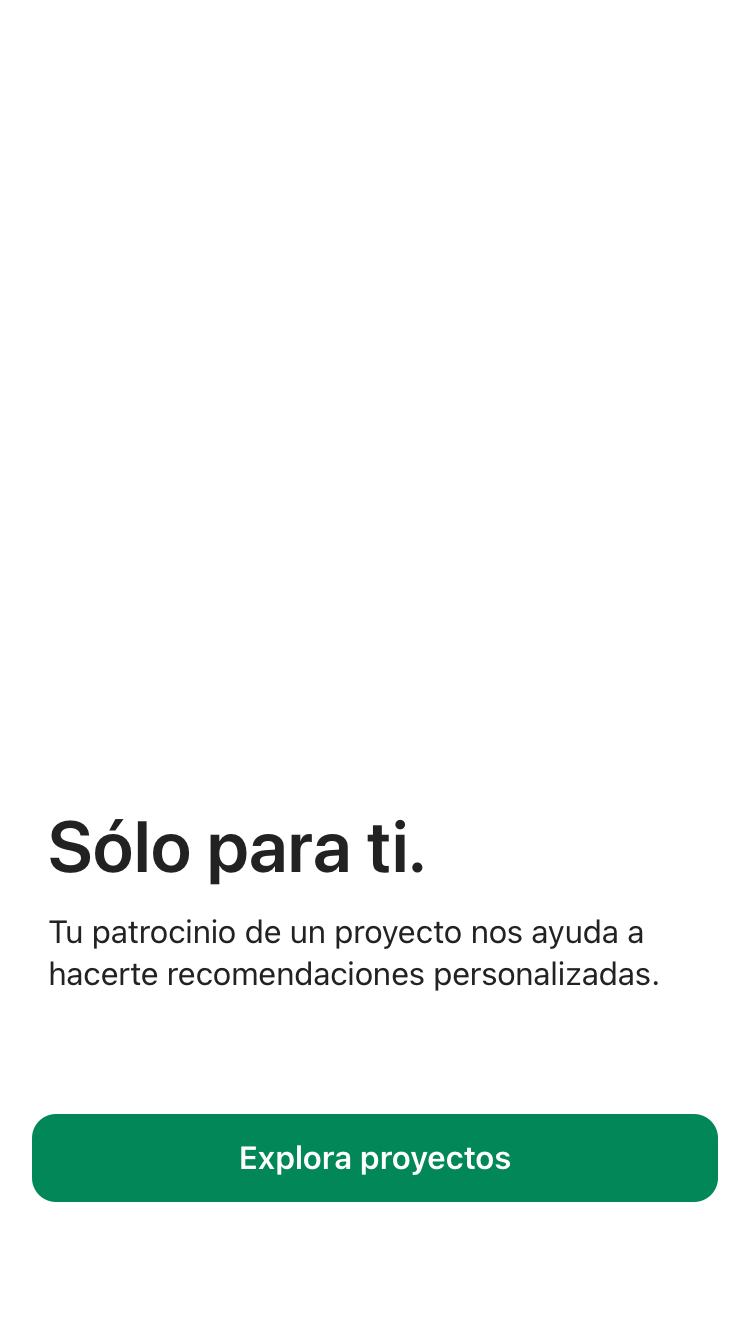 Sólo para ti.
Tu patrocinio de un proyecto nos ayuda a
hacerte recomendaciones personalizadas.
Explora proyectos